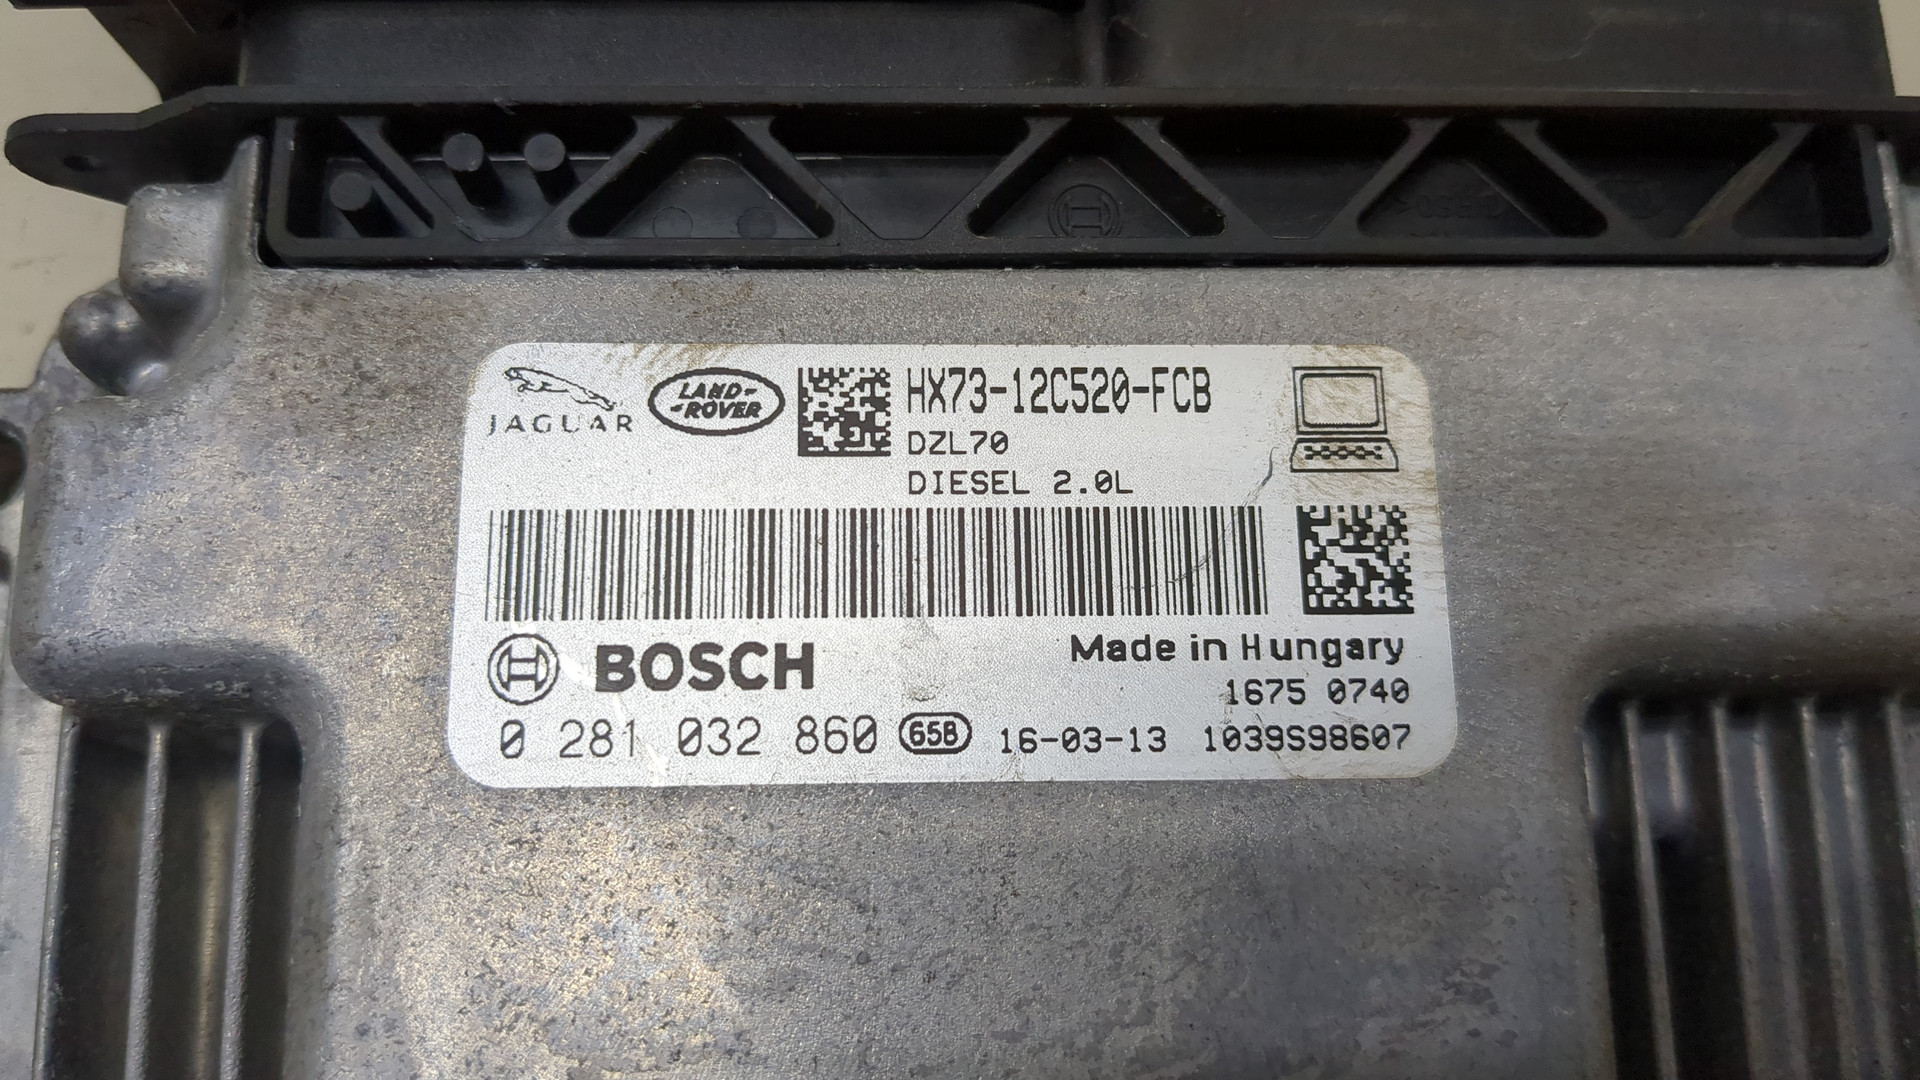 JAGUAR
LAND-
-ROVER
HX73-12C520-FCB
DZL70
DIESEL 2.0L
BOSCH
Made in Hungary
1675 0740
0 281 032 860 65B 16-03-13 1039S98607